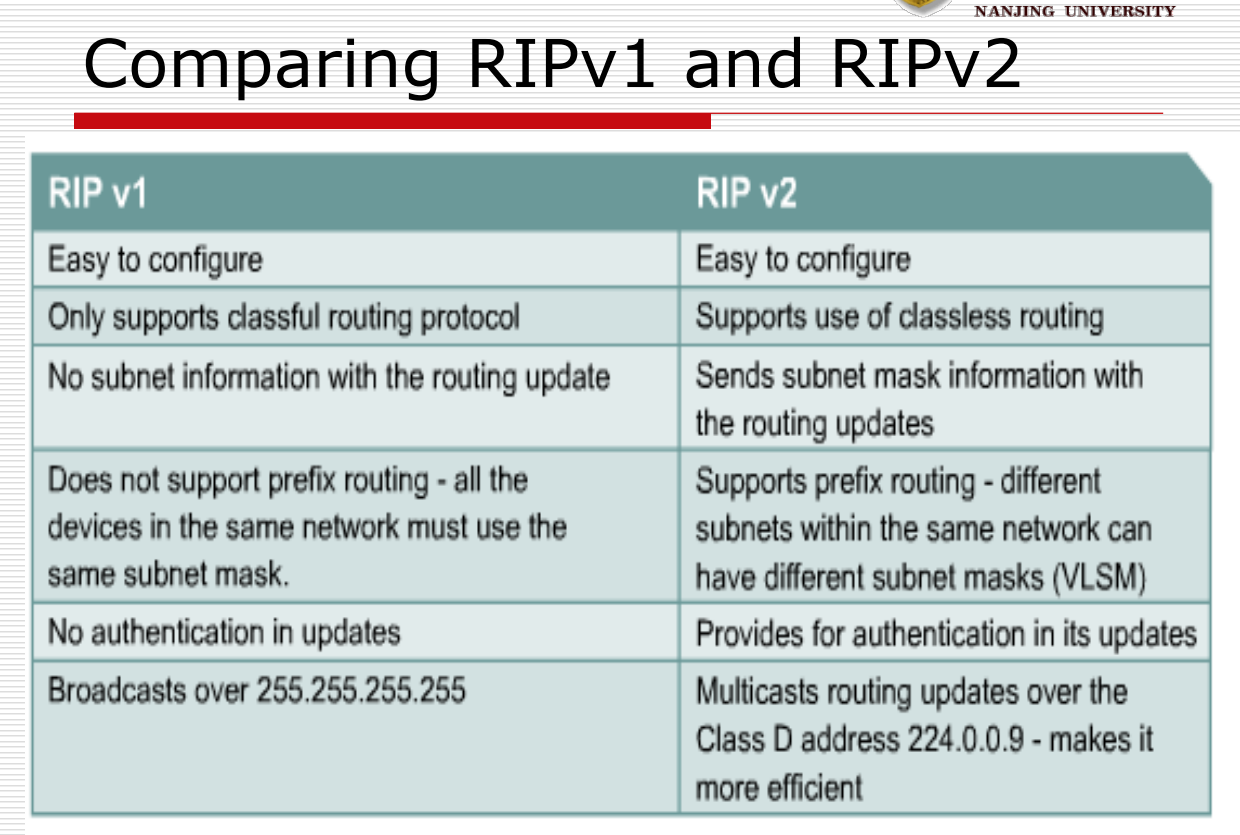 NANJING UNIVERSITY
Comparing RIPv1 and RIPv2
RIP v1
RIP v2
Easy to configure
Easy to configure
Only supports classful routing protocol
Supports use of classless routing
No subnet information with the routing update
Sends subnet mask information with
the routing updates
Does not support prefix routing - all the
devices in the same network must use the
same subnet mask.
Supports prefix routing - different
subnets within the same network can
have different subnet masks (VLSM)
No authentication in updates
Provides for authentication in its updates
Broadcasts over 255.255.255.255
Multicasts routing updates over the
Class D address 224.0.0.9 - makes it
more efficient